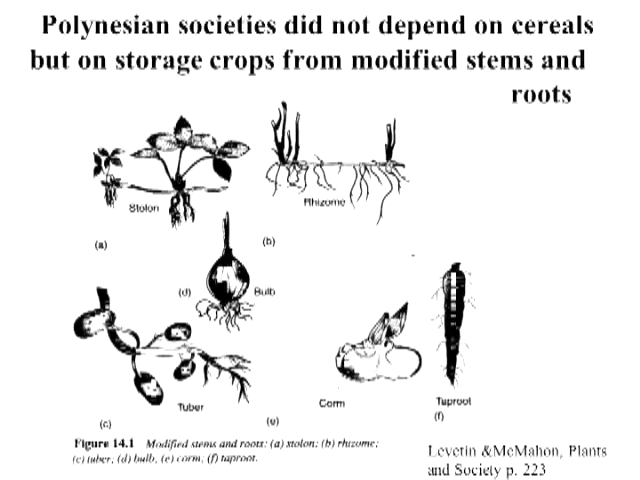 Polynesian societies did not depend on cereals
but on storage crops from modified stems and
roots
Stolon
Rhizome
(a)
(b)
(d)
Bulb
Tuber
Corm
Taproot
(c)
(e)
(f)
Figure 14.1 Modified stems and roots: (a) stolon; (b) rhizome;
(c) tuber; (d) bulb, (e) corm; (f) taproot.
Levetin &McMahon, Plants
and Society p. 223